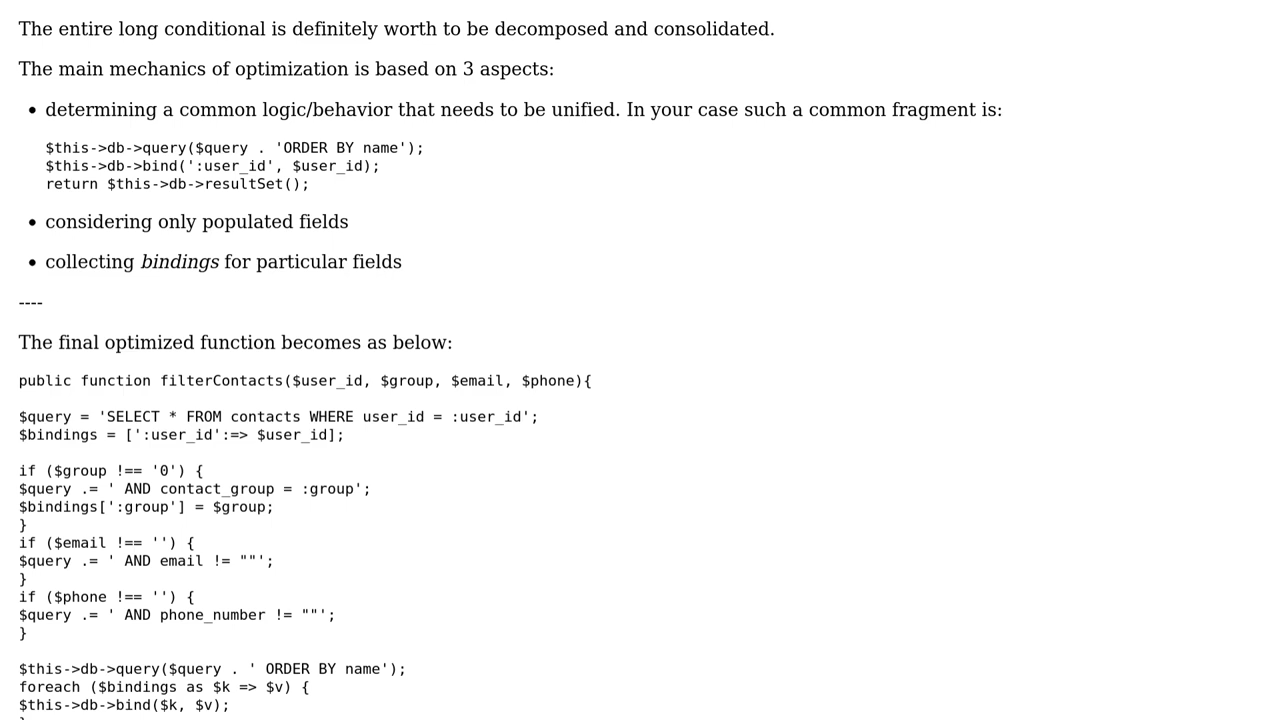 The entire long conditional is definitely worth to be decomposed and consolidated.
The main mechanics of optimization is based on 3 aspects:
• determining a common logic/behavior that needs to be unified. In your case such a common fragment is:
$this->db->query($query . 'ORDER BY name');
$this->db->bind(':user_id', $user_id);
return $this->db->resultSet();
• considering only populated fields
• collecting bindings for particular fields
----
The final optimized function becomes as below:
public function filterContacts($user_id, $group, $email, $phone){
$query = 'SELECT * FROM contacts WHERE user_id = :user_id';
$bindings = [':user_id':=> $user_id];
if ($group !== '0') {
$query .= ' AND contact_group = :group';
$bindings[':group'] = $group;
}
if ($email !== '') {
$query .= ' AND email != ""';
}
if ($phone !== '') {
$query .= ' AND phone_number != ""';
}
$this->db->query($query . ' ORDER BY name');
foreach ($bindings as $k => $v) {
$this->db->bind($k, $v);